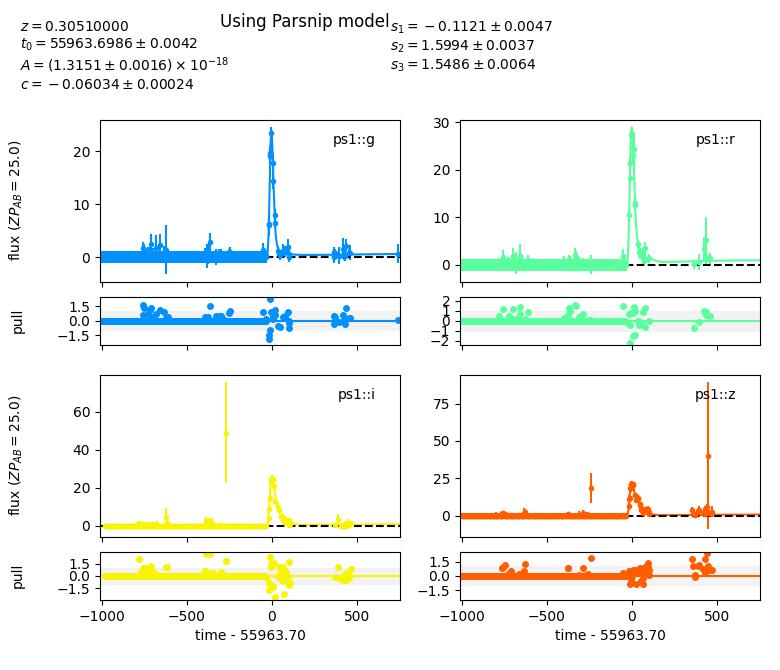 Using Parsnip model
z = 0.30510000
t₀ = 55963.6986 ± 0.0042
A = (1.3151 ± 0.0016) × 10⁻¹⁸
c = −0.06034 ± 0.00024
s₁ = −0.1121 ± 0.0047
s₂ = 1.5994 ± 0.0037
s₃ = 1.5486 ± 0.0064
ps1::g
flux (ZP_AB = 25.0)
20
10
0
ps1::r
30
20
10
0
pull
1.5
0.0
−1.5
2
1
0
−1
−2
ps1::i
flux (ZP_AB = 25.0)
60
40
20
0
ps1::z
75
50
25
0
pull
1.5
0.0
−1.5
1.5
0.0
−1.5
−1000 −500 0 500
−1000 −500 0 500
time - 55963.70
time - 55963.70